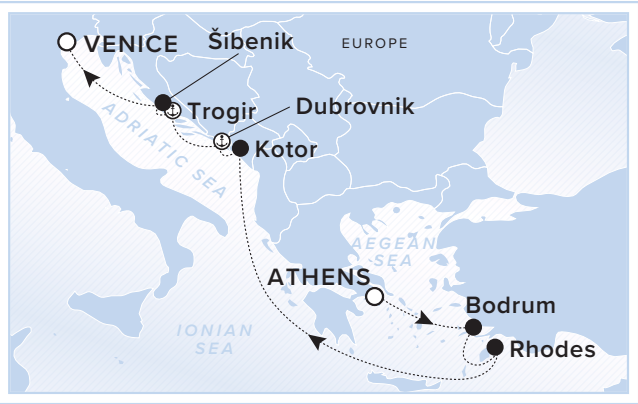 VENICE
Šibenik
EUROPE
Trogir
Dubrovnik
Kotor
ADRIATIC SEA
AEGEAN
SEA
ATHENS
Bodrum
Rhodes
IONIAN
SEA